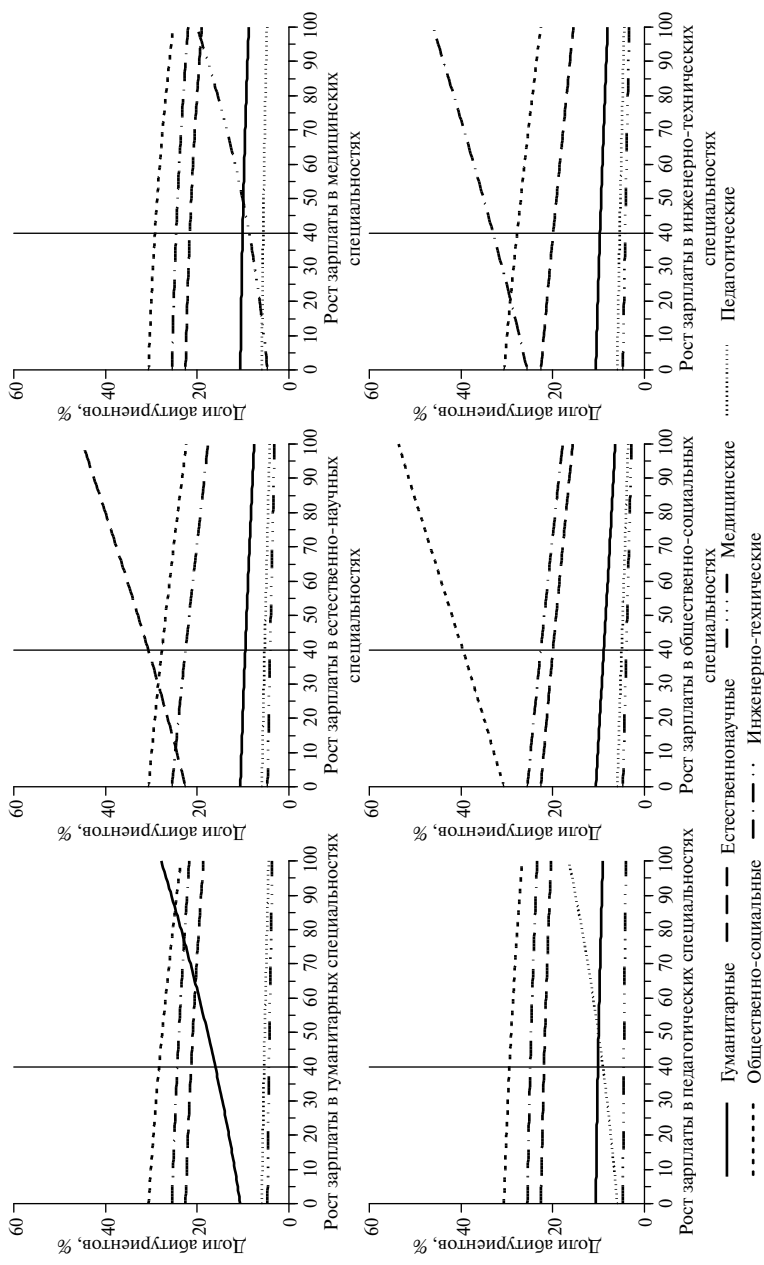 60
40
20
0
Доли абитуриентов, %
0 10 20 30 40 50 60 70 80 90 100
Рост зарплаты в гуманитарных специальностях
60
40
20
0
Доли абитуриентов, %
0 10 20 30 40 50 60 70 80 90 100
Рост зарплаты в естественно-научных
специальностях
60
40
20
0
Доли абитуриентов, %
0 10 20 30 40 50 60 70 80 90 100
Рост зарплаты в медицинских
специальностях
60
40
20
0
Доли абитуриентов, %
0 10 20 30 40 50 60 70 80 90 100
Рост зарплаты в педагогических специальностях
60
40
20
0
Доли абитуриентов, %
0 10 20 30 40 50 60 70 80 90 100
Рост зарплаты в общественно-социальных
специальностях
60
40
20
0
Доли абитуриентов, %
0 10 20 30 40 50 60 70 80 90 100
Рост зарплаты в инженерно-технических
специальностях
Гуманитарные Естественнонаучные Медицинские Педагогические
Общественно-социальные Инженерно-технические